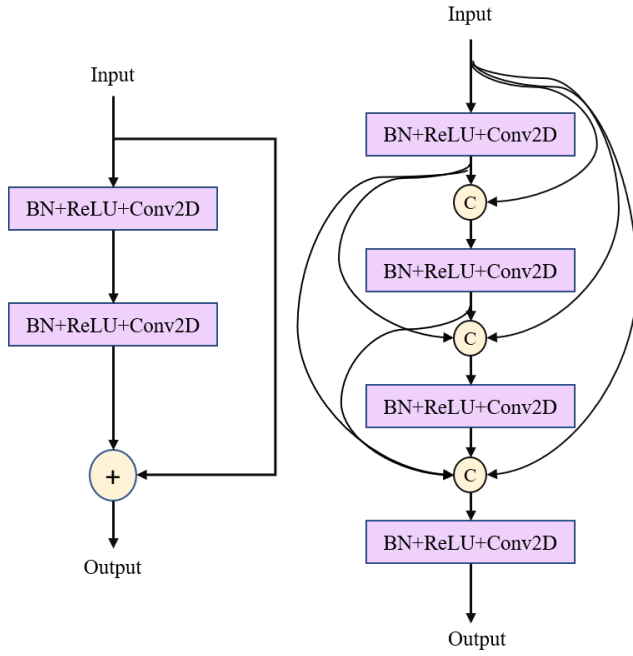 Input
BN+ReLU+Conv2D
BN+ReLU+Conv2D
+
Output
Input
BN+ReLU+Conv2D
C
BN+ReLU+Conv2D
C
BN+ReLU+Conv2D
C
BN+ReLU+Conv2D
Output